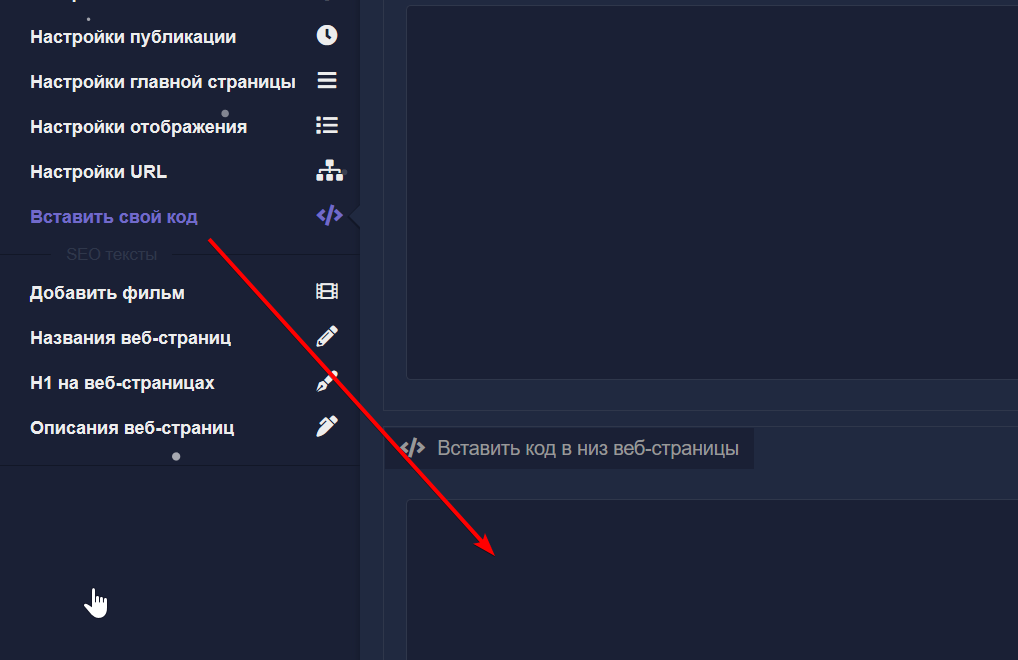 Настройки публикации
Настройки главной страницы
Настройки отображения
Настройки URL
Вставить свой код
SEO тексты
Добавить фильм
Названия веб-страниц
H1 на веб-страницах
Описания веб-страниц
Вставить код в низ веб-страницы